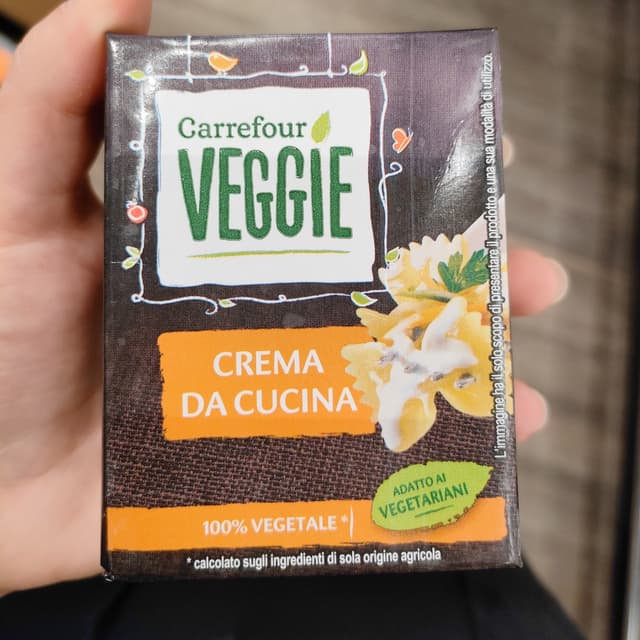 Carrefour
VEGGIE
CREMA
DA CUCINA
ADATTO AI
VEGETARIANI
100% VEGETALE*
* calcolato sugli ingredienti di sola origine agricola
L'immagine ha il solo scopo di presentare il prodotto e una sua modalità di utilizzo.